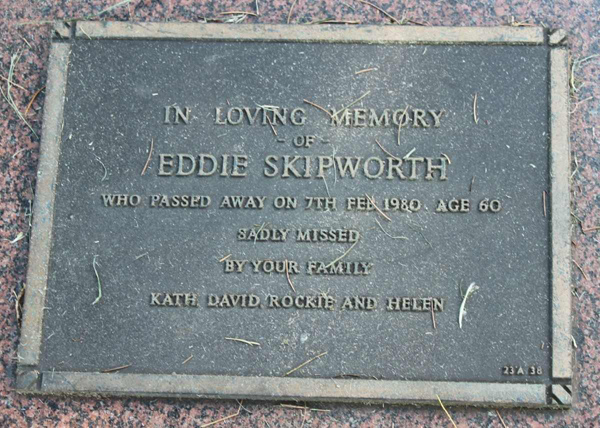 IN LOVING MEMORY
- OF -
EDDIE SKIPWORTH
WHO PASSED AWAY ON 7TH FEB 1980. AGE 60
SADLY MISSED
BY YOUR FAMILY
KATH, DAVID, ROCKIE AND HELEN
23 A 38